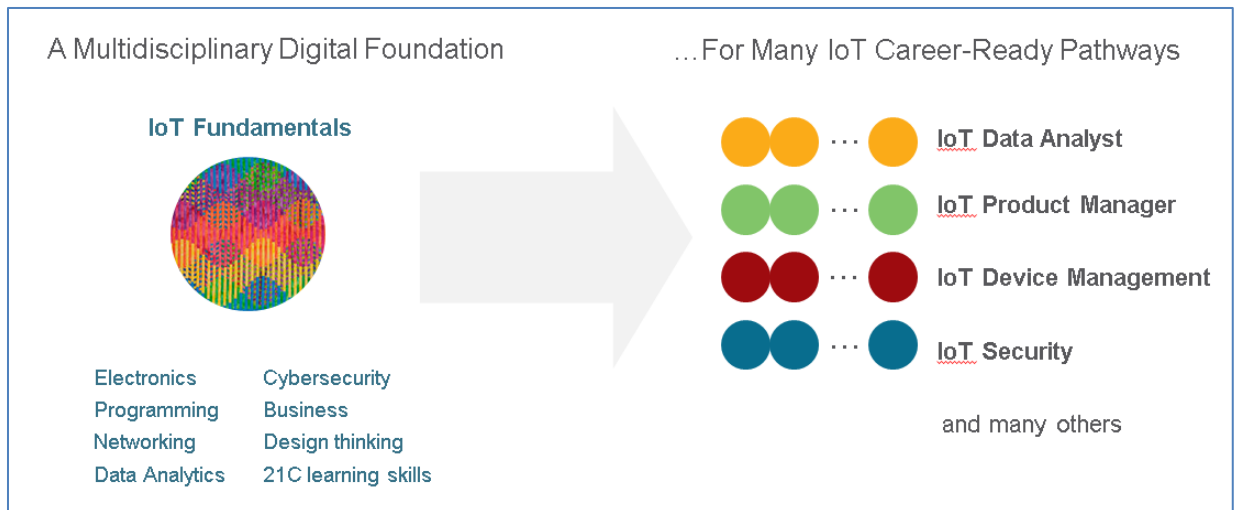 A Multidisciplinary Digital Foundation
IoT Fundamentals
Electronics
Programming
Networking
Data Analytics
Cybersecurity
Business
Design thinking
21C learning skills
...For Many IoT Career-Ready Pathways
... IoT Data Analyst
... IoT Product Manager
... IoT Device Management
... IoT Security
and many others